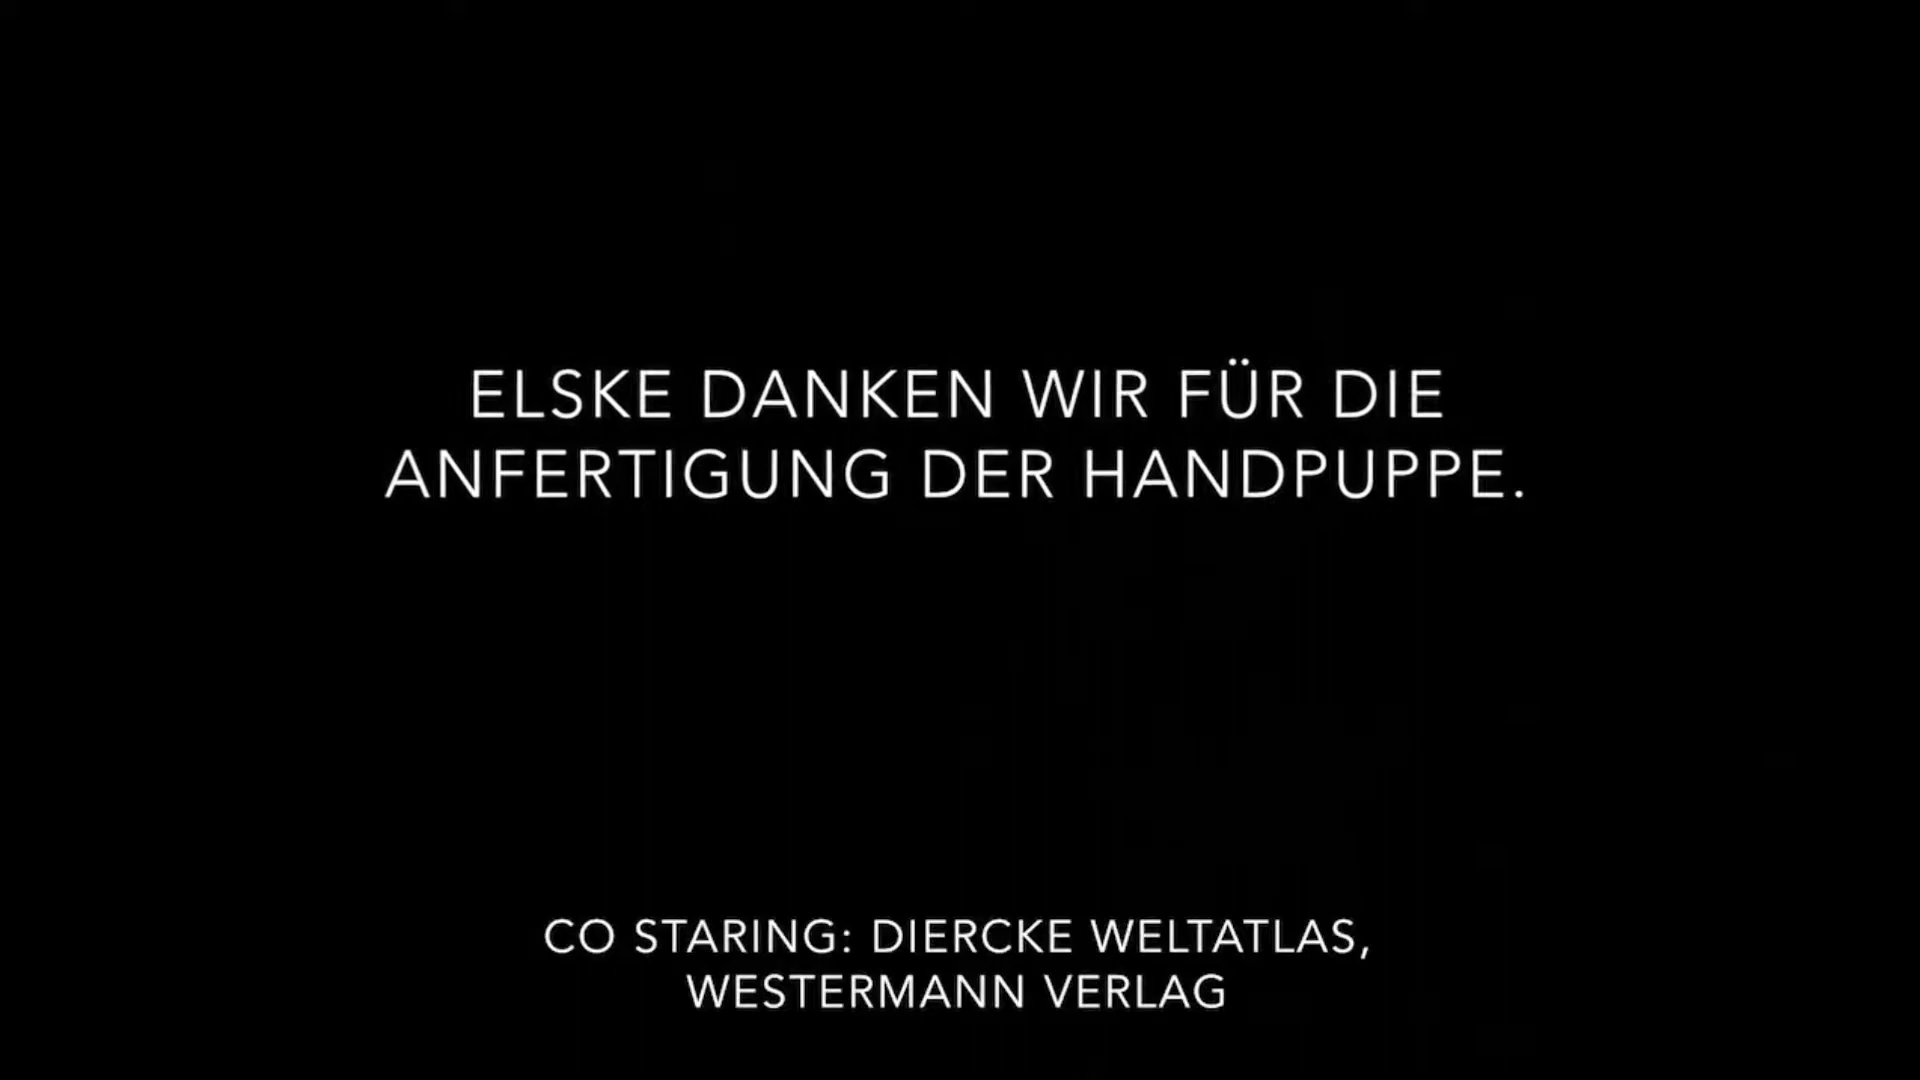 ELSKE DANKEN WIR FÜR DIE
ANFERTIGUNG DER HANDPUPPE.
CO STARING: DIERCKE WELTATLAS,
WESTERMANN VERLAG